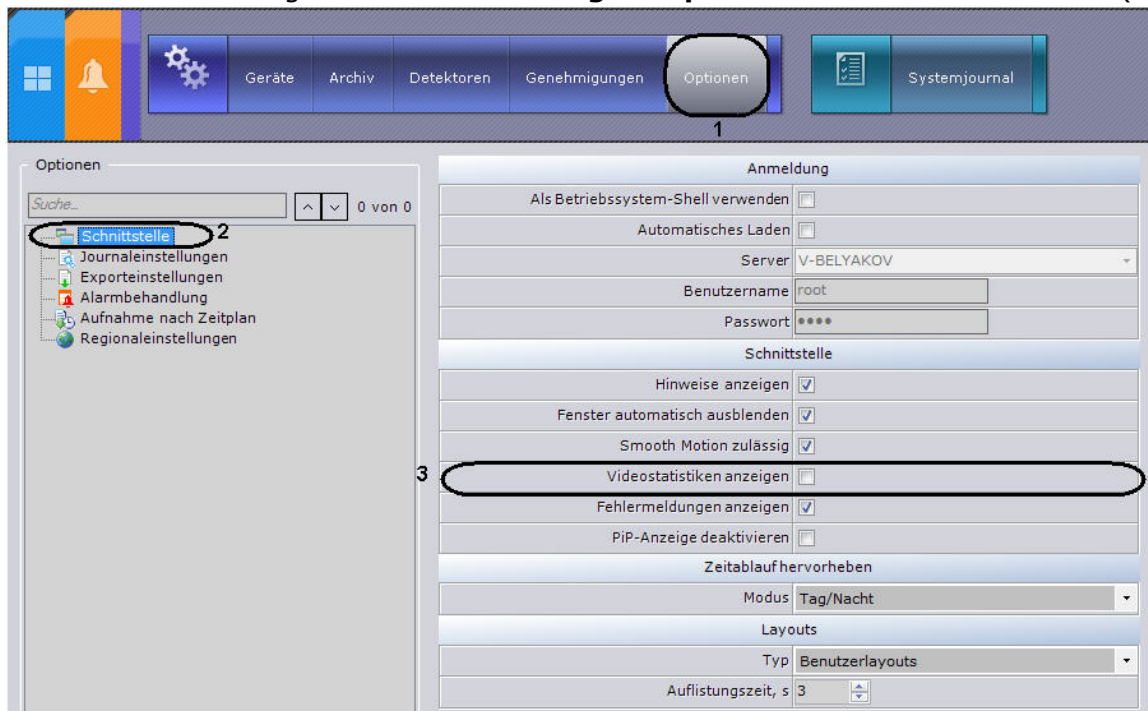 Geräte Archiv Detektoren Genehmigungen Optionen Systemjournal
1
Optionen
Suche...
0 von 0
Schnittstelle 2
Journaleinstellungen
Exporteinstellungen
Alarmbehandlung
Aufnahme nach Zeitplan
Regionaleinstellungen
Anmeldung
Als Betriebssystem-Shell verwenden
Automatisches Laden
Server V-BELYAKOV
Benutzername root
Passwort ••••
Schnittstelle
Hinweise anzeigen
Fenster automatisch ausblenden
Smooth Motion zulässig
3 Videostatistiken anzeigen
Fehlermeldungen anzeigen
PiP-Anzeige deaktivieren
Zeitablauf hervorheben
Modus Tag/Nacht
Layouts
Typ Benutzerlayouts
Auflistungszeit, s 3